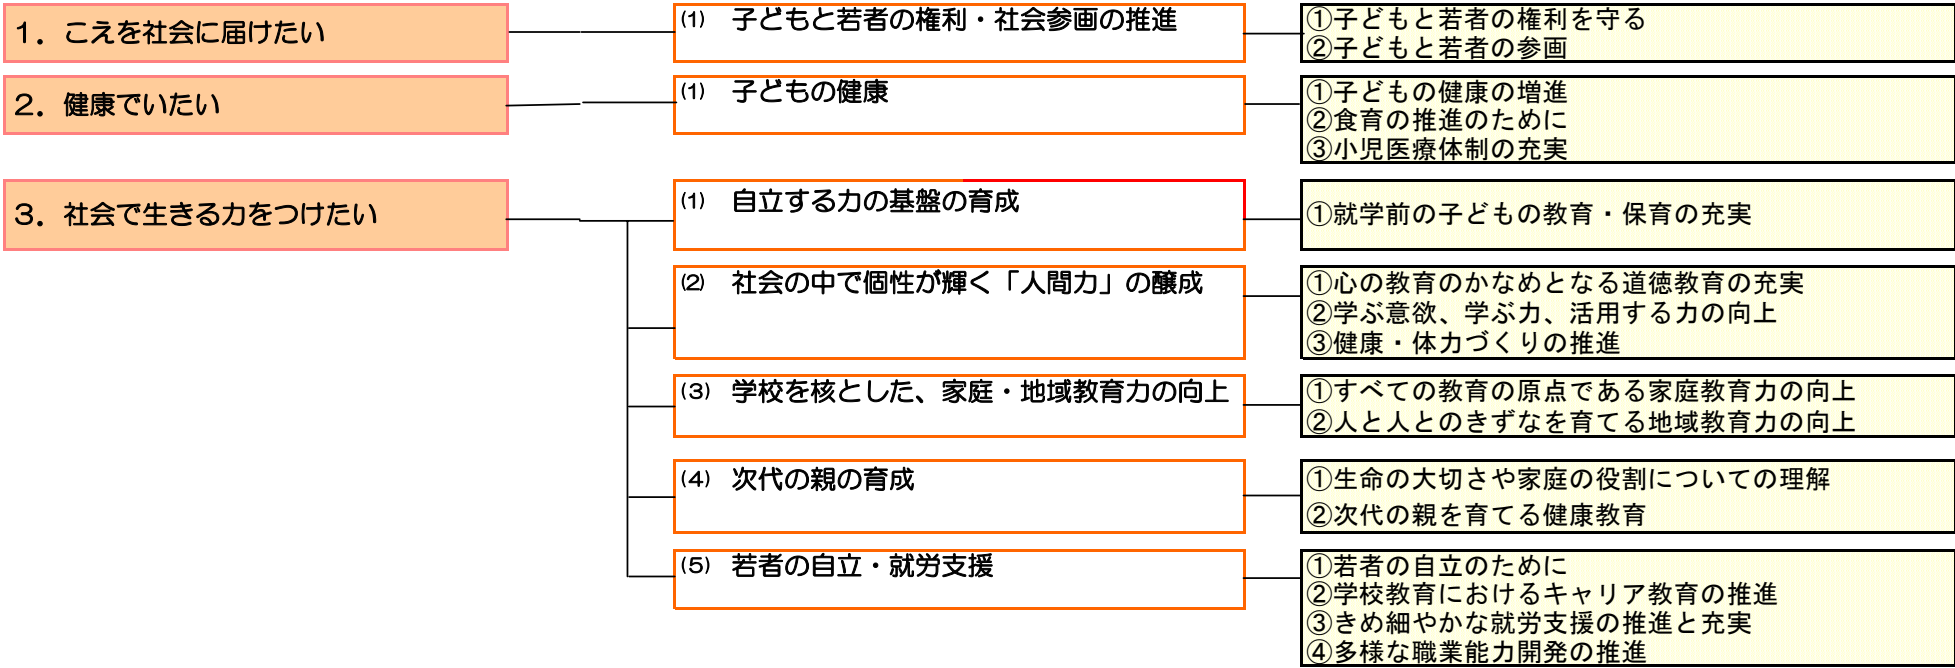 1．こえを社会に届けたい
(1) 子どもと若者の権利・社会参画の推進
①子どもと若者の権利を守る
②子どもと若者の参画
2．健康でいたい
(1) 子どもの健康
①子どもの健康の増進
②食育の推進のために
③小児医療体制の充実
3．社会で生きる力をつけたい
(1) 自立する力の基盤の育成
①就学前の子どもの教育・保育の充実
(2) 社会の中で個性が輝く「人間力」の醸成
①心の教育のかなめとなる道徳教育の充実
②学ぶ意欲、学ぶ力、活用する力の向上
③健康・体力づくりの推進
(3) 学校を核とした、家庭・地域教育力の向上
①すべての教育の原点である家庭教育力の向上
②人と人とのきずなを育てる地域教育力の向上
(4) 次代の親の育成
①生命の大切さや家庭の役割についての理解
②次代の親を育てる健康教育
(5) 若者の自立・就労支援
①若者の自立のために
②学校教育におけるキャリア教育の推進
③きめ細やかな就労支援の推進と充実
④多様な職業能力開発の推進